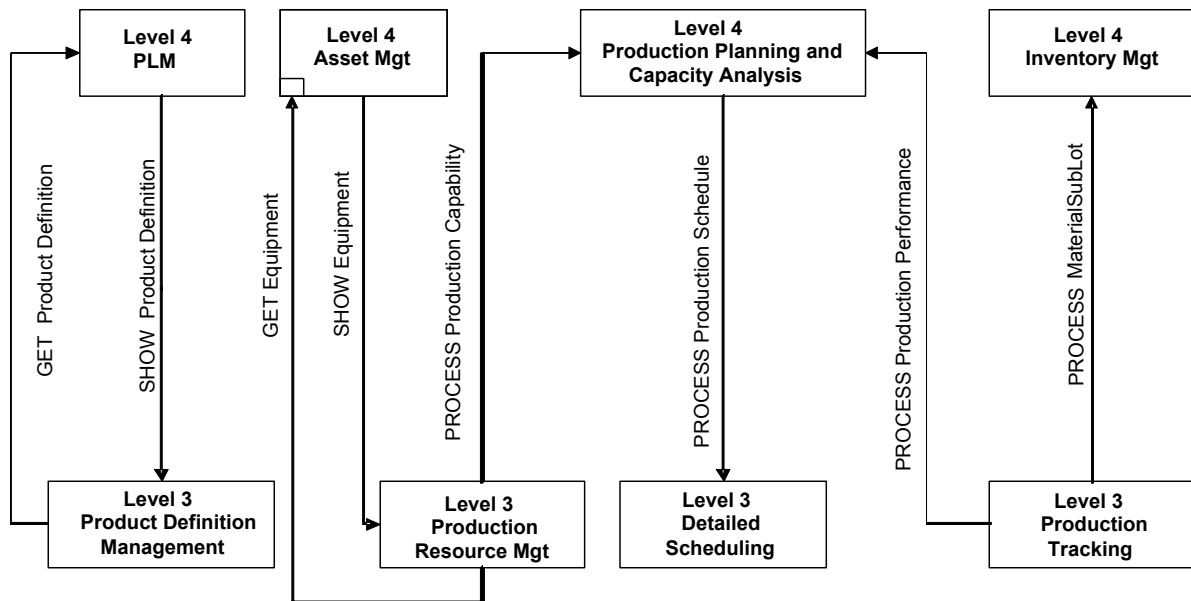 Level 4
PLM
Level 4
Asset Mgt
Level 4
Production Planning and
Capacity Analysis
Level 4
Inventory Mgt
GET Product Definition
SHOW Product Definition
GET Equipment
SHOW Equipment
PROCESS Production Capability
PROCESS Production Schedule
PROCESS Production Performance
PROCESS MaterialSubLot
Level 3
Product Definition
Management
Level 3
Production
Resource Mgt
Level 3
Detailed
Scheduling
Level 3
Production
Tracking